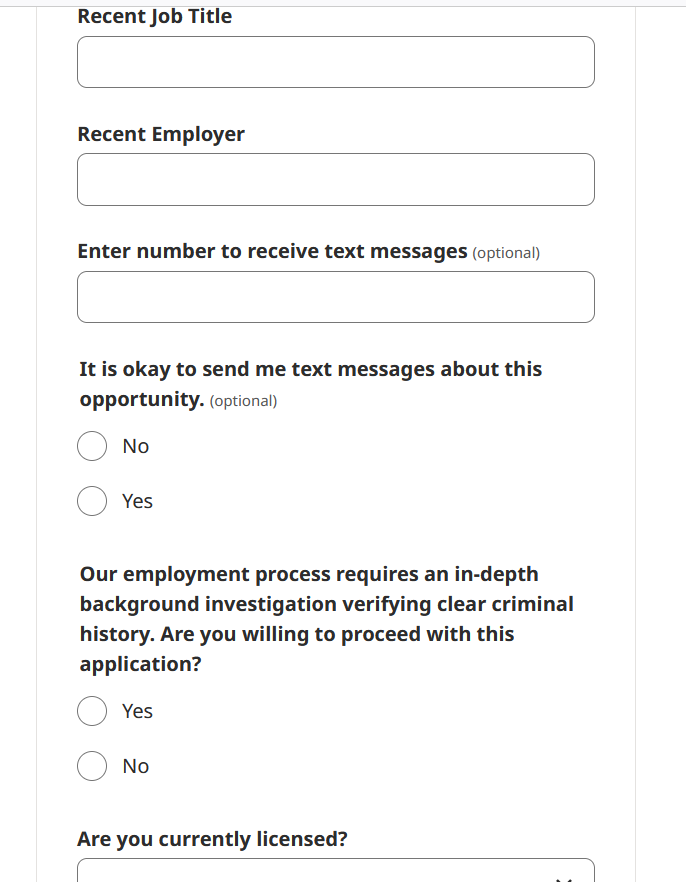 Recent Job Title
Recent Employer
Enter number to receive text messages (optional)
It is okay to send me text messages about this
opportunity. (optional)
No
Yes
Our employment process requires an in-depth
background investigation verifying clear criminal
history. Are you willing to proceed with this
application?
Yes
No
Are you currently licensed?